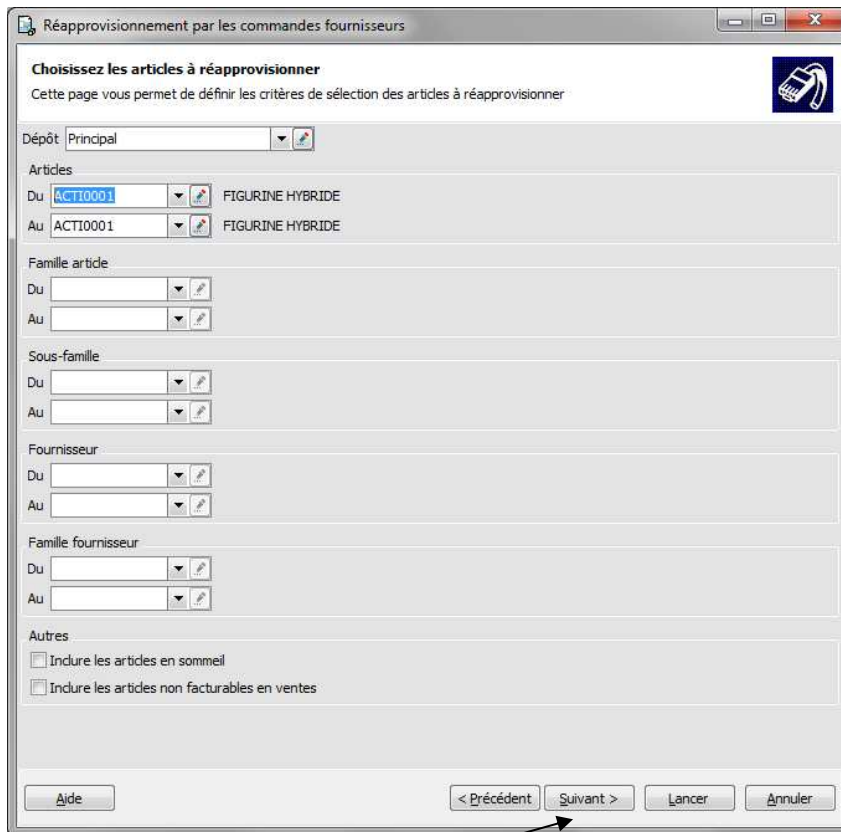 Réapprovisionnement par les commandes fournisseurs
Choisissez les articles à réapprovisionner
Cette page vous permet de définir les critères de sélection des articles à réapprovisionner
Dépôt Principal
Articles
Du ACTI0001 FIGURINE HYBRIDE
Au ACTI0001 FIGURINE HYBRIDE
Famille article
Du
Au
Sous-famille
Du
Au
Fournisseur
Du
Au
Famille fournisseur
Du
Au
Autres
Inclure les articles en sommeil
Inclure les articles non facturables en ventes
Aide < Précédent Suivant > Lancer Annuler